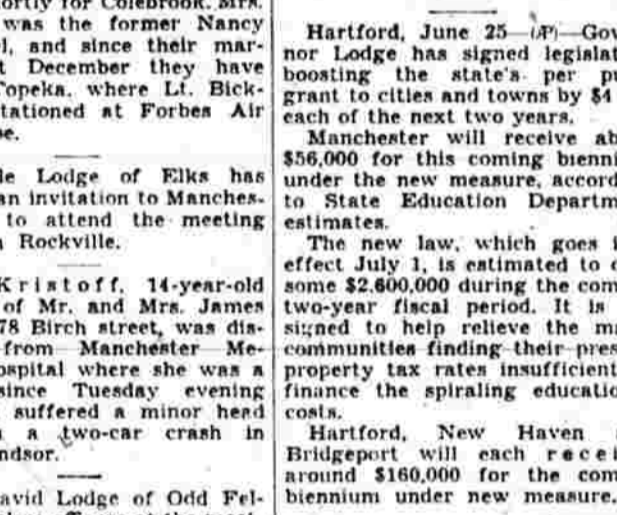 ortly for Colebrook. Mrs.
was the former Nancy
l, and since their mar-
t December they have
Topeka, where Lt. Bick-
tationed at Forbes Air
se.
le Lodge of Elks has
an invitation to Manches-
to attend the meeting
Rockville.
Kristoff, 14-year-old
of Mr. and Mrs. James
78 Birch street, was dis-
from Manchester Me-
ospital where she was a
since Tuesday evening
suffered a minor head
a two-car crash in
ndsor.
avid Lodge of Odd Fel-
Hartford, June 25—(AP)—Gov
nor Lodge has signed legislat
boosting the state's per pu
grant to cities and towns by $4
each of the next two years.
Manchester will receive ab
$56,000 for this coming bienni
under the new measure, accord
to State Education Departm
estimates.
The new law, which goes i
effect July 1, is estimated to c
some $2,600,000 during the com
two-year fiscal period. It is
signed to help relieve the ma
communities finding their pres
property tax rates insufficient
finance the spiraling educatio
costs.
Hartford, New Haven
Bridgeport will each recei
around $160,000 for the com
biennium under new measure.